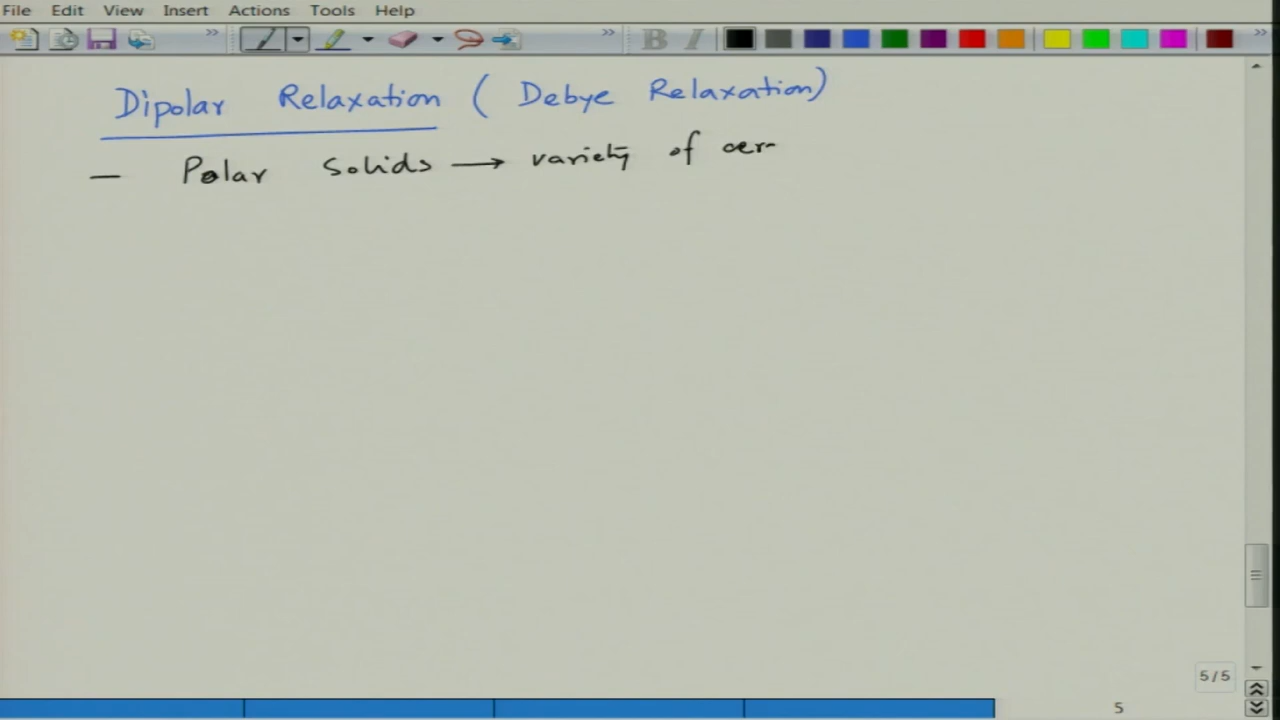 File Edit View Insert Actions Tools Help
B I
Dipolar Relaxation ( Debye Relaxation)
— Polar Solids → variety of cer
5/5
5